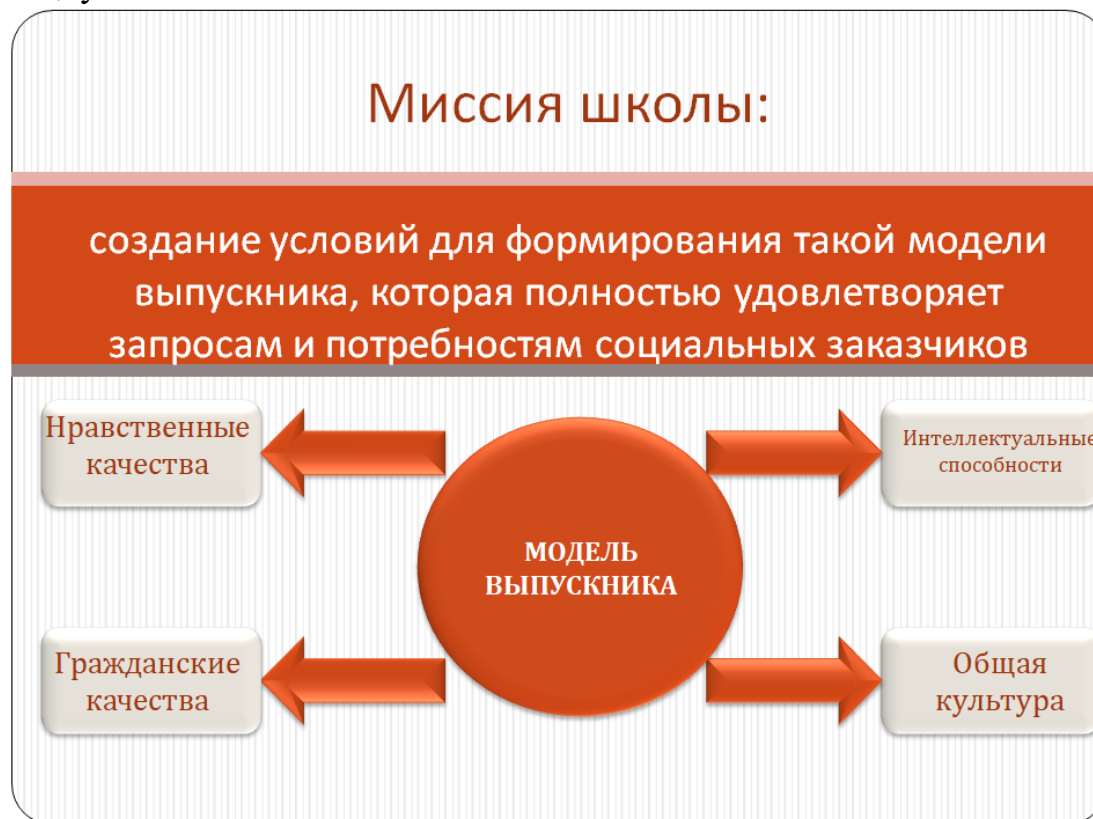 Миссия школы:
создание условий для формирования такой модели
выпускника, которая полностью удовлетворяет
запросам и потребностям социальных заказчиков
Нравственные
качества
Интеллектуальные
способности
МОДЕЛЬ
ВЫПУСКНИКА
Гражданские
качества
Общая
культура